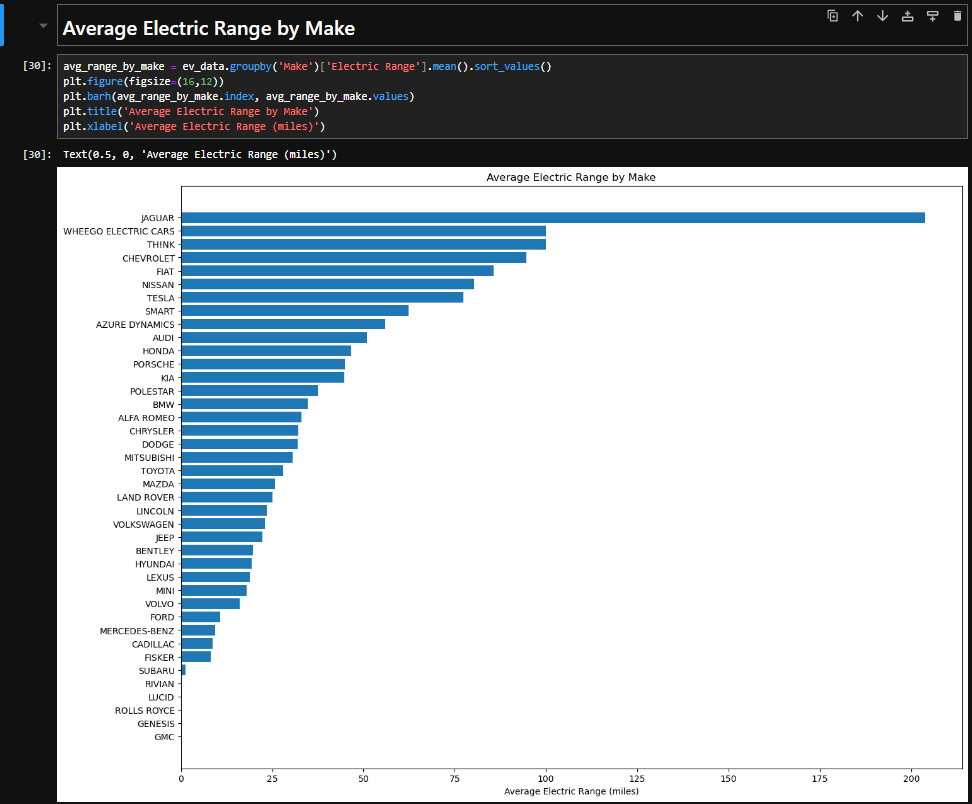 Average Electric Range by Make
[30]: avg_range_by_make = ev_data.groupby('Make')['Electric Range'].mean().sort_values()
plt.figure(figsize=(16,12))
plt.barh(avg_range_by_make.index, avg_range_by_make.values)
plt.title('Average Electric Range by Make')
plt.xlabel('Average Electric Range (miles)')
[30]: Text(0.5, 0, 'Average Electric Range (miles)')
Average Electric Range by Make
JAGUAR
WHEEGO ELECTRIC CARS
TH!NK
CHEVROLET
FIAT
NISSAN
TESLA
SMART
AZURE DYNAMICS
AUDI
HONDA
PORSCHE
KIA
POLESTAR
BMW
ALFA ROMEO
CHRYSLER
DODGE
MITSUBISHI
TOYOTA
MAZDA
LAND ROVER
LINCOLN
VOLKSWAGEN
JEEP
BENTLEY
HYUNDAI
LEXUS
MINI
VOLVO
FORD
MERCEDES-BENZ
CADILLAC
FISKER
SUBARU
RIVIAN
LUCID
ROLLS ROYCE
GENESIS
GMC
0 25 50 75 100 125 150 175 200
Average Electric Range (miles)